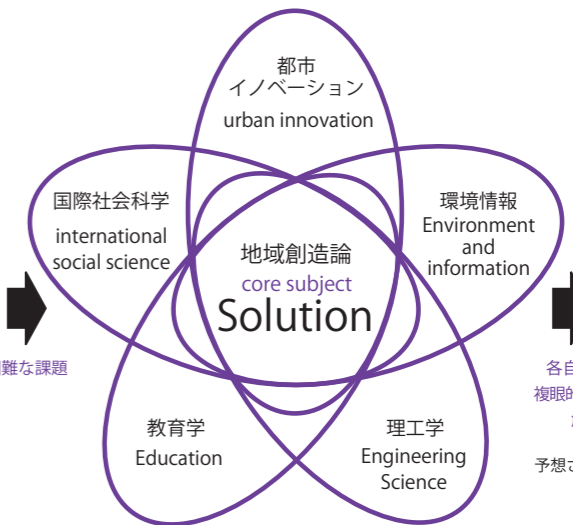 都市
イノベーション
urban innovation
国際社会科学
international
social science
環境情報
Environment
and
information
地域創造論
core subject
Solution
難な課題
各自
複眼的
予想さ
教育学
Education
理工学
Engineering
Science